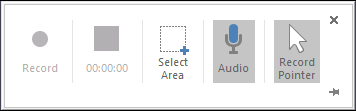 Record
00:00:00
Select
Area
Audio
Record
Pointer